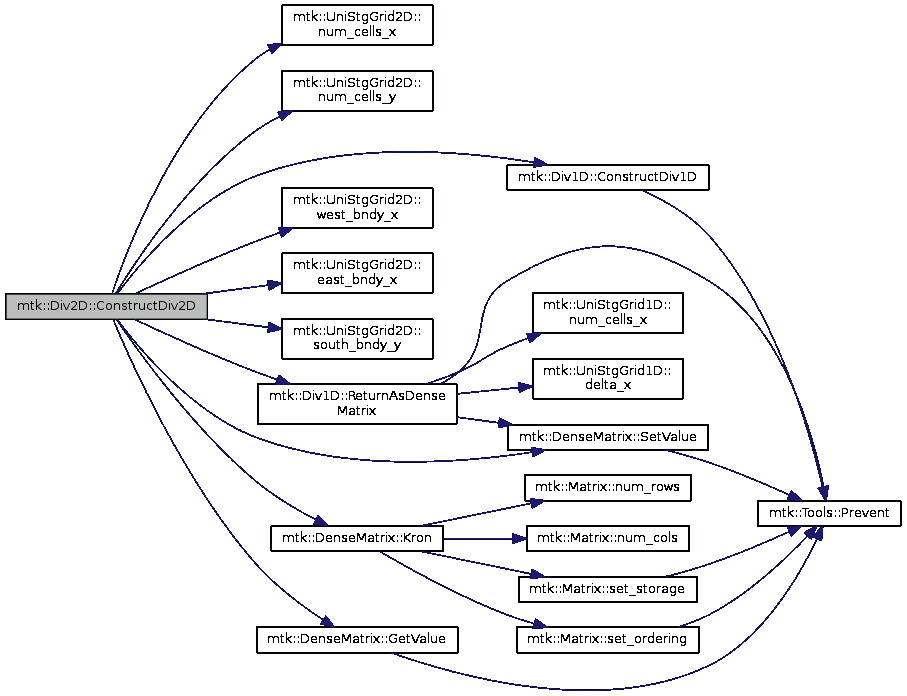 mtk::UniStgGrid2D::
num_cells_x
mtk::UniStgGrid2D::
num_cells_y
mtk::Div1D::ConstructDiv1D
mtk::UniStgGrid2D::
west_bndy_x
mtk::UniStgGrid2D::
east_bndy_x
mtk::Div2D::ConstructDiv2D
mtk::UniStgGrid1D::
num_cells_x
mtk::UniStgGrid2D::
south_bndy_y
mtk::UniStgGrid1D::
delta_x
mtk::Div1D::ReturnAsDense
Matrix
mtk::DenseMatrix::SetValue
mtk::Matrix::num_rows
mtk::Tools::Prevent
mtk::DenseMatrix::Kron
mtk::Matrix::num_cols
mtk::Matrix::set_storage
mtk::DenseMatrix::GetValue
mtk::Matrix::set_ordering